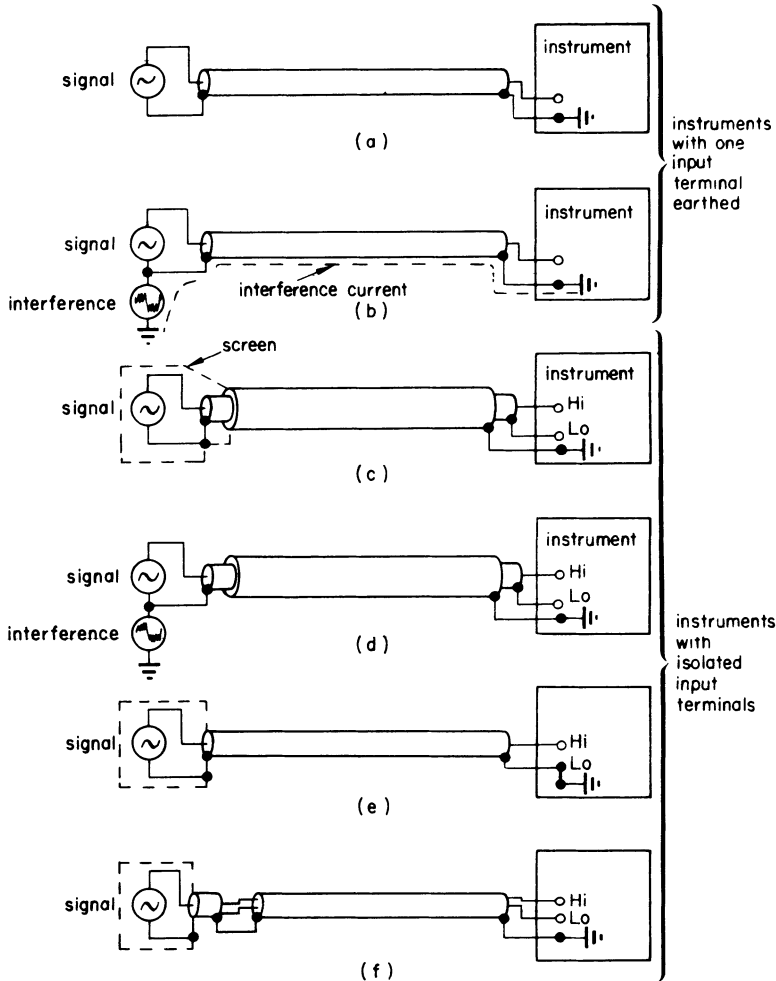 instrument
signal
(a)
instruments
with one
input
terminal
earthed
instrument
signal
interference current
interference
(b)
screen
instrument
signal
Hi
Lo
(c)
instrument
signal
Hi
Lo
interference
(d)
instruments
with
isolated
input
terminals
signal
Hi
Lo
(e)
signal
Hi
Lo
(f)